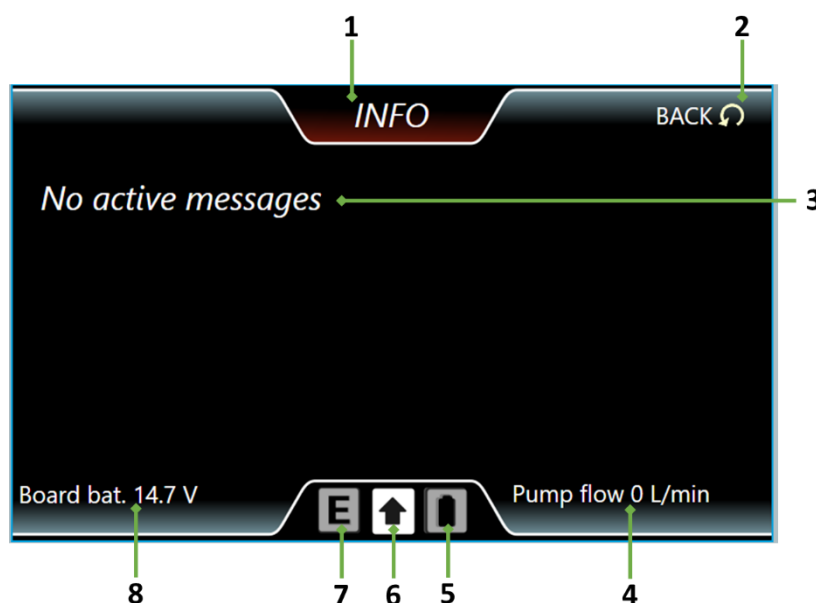 1 2
INFO
BACK
No active messages 3
Board bat. 14.7 V Pump flow 0 L/min
E
8 7 6 5 4